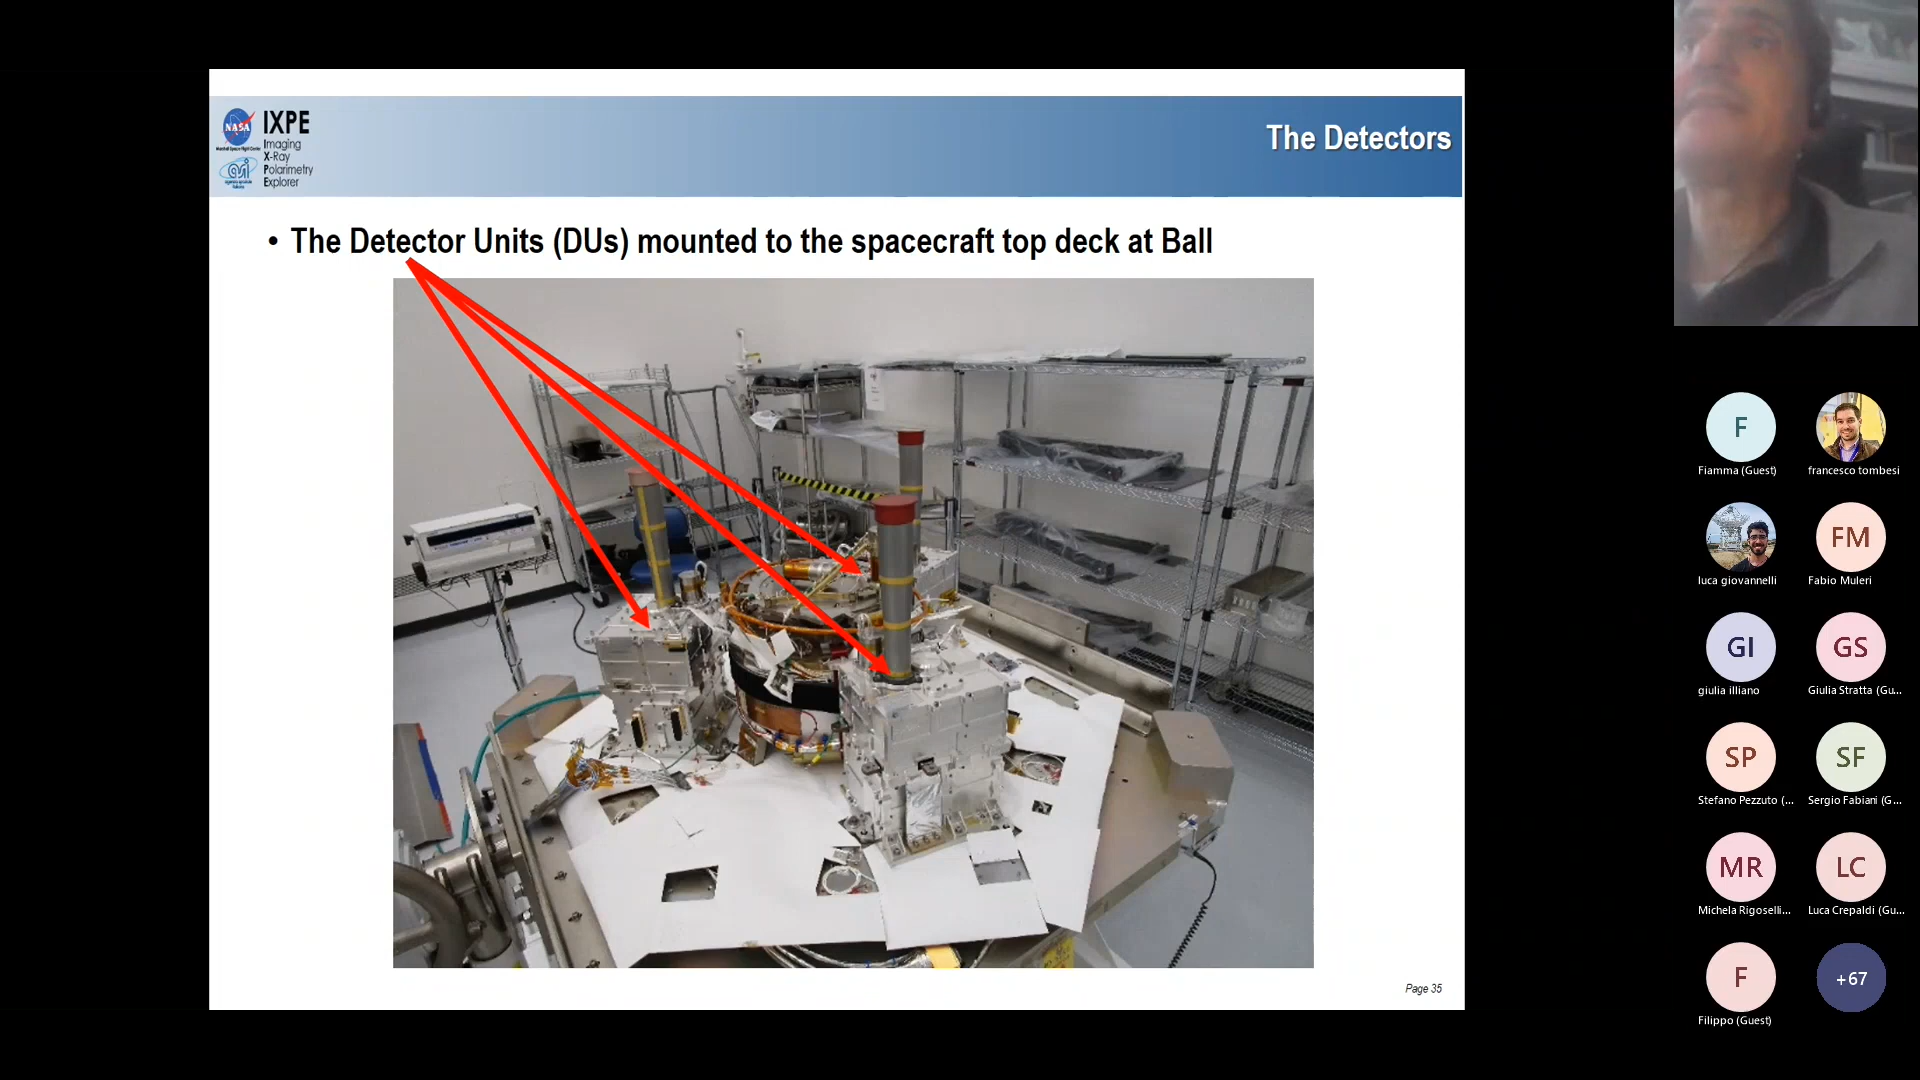 NASA
IXPE
Imaging
X-Ray
Polarimetry
Explorer
asi
The Detectors
• The Detector Units (DUs) mounted to the spacecraft top deck at Ball
Page 35
F
Fiamma (Guest)
francesco tombesi
luca giovannelli
FM
Fabio Muleri
GI
giulia illiano
GS
Giulia Stratta (Gu...
SP
Stefano Pezzuto (...
SF
Sergio Fabiani (G...
MR
Michela Rigoselli...
LC
Luca Crepaldi (Gu...
F
Filippo (Guest)
+67